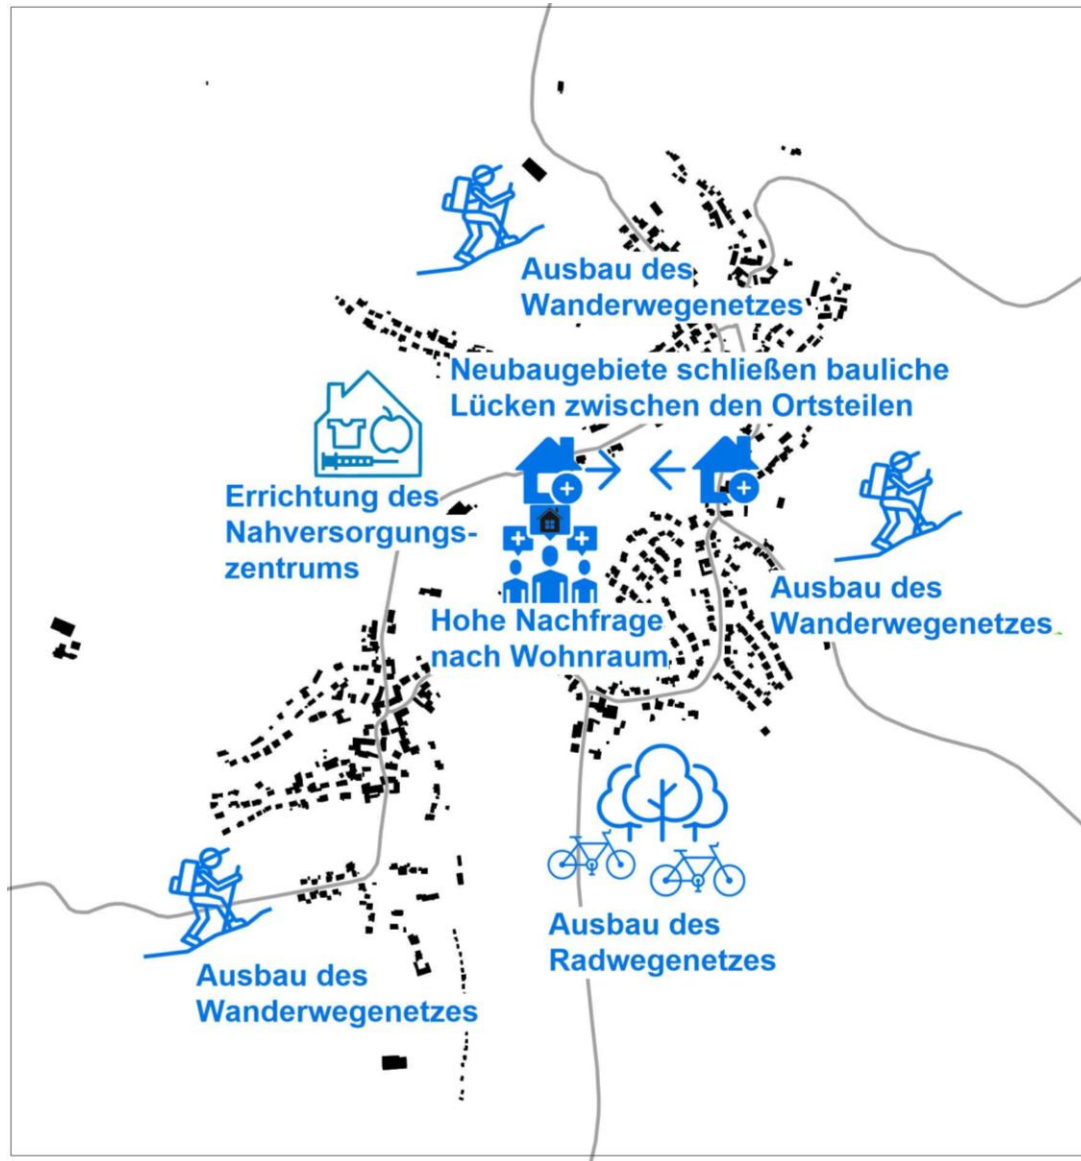 Ausbau des
Wanderwegenetzes
Neubaugebiete schließen bauliche
Lücken zwischen den Ortsteilen
Errichtung des
Nahversorgungs-
zentrums
Ausbau des
Wanderwegenetzes
Hohe Nachfrage
nach Wohnraum
Ausbau des
Radwegenetzes
Ausbau des
Wanderwegenetzes